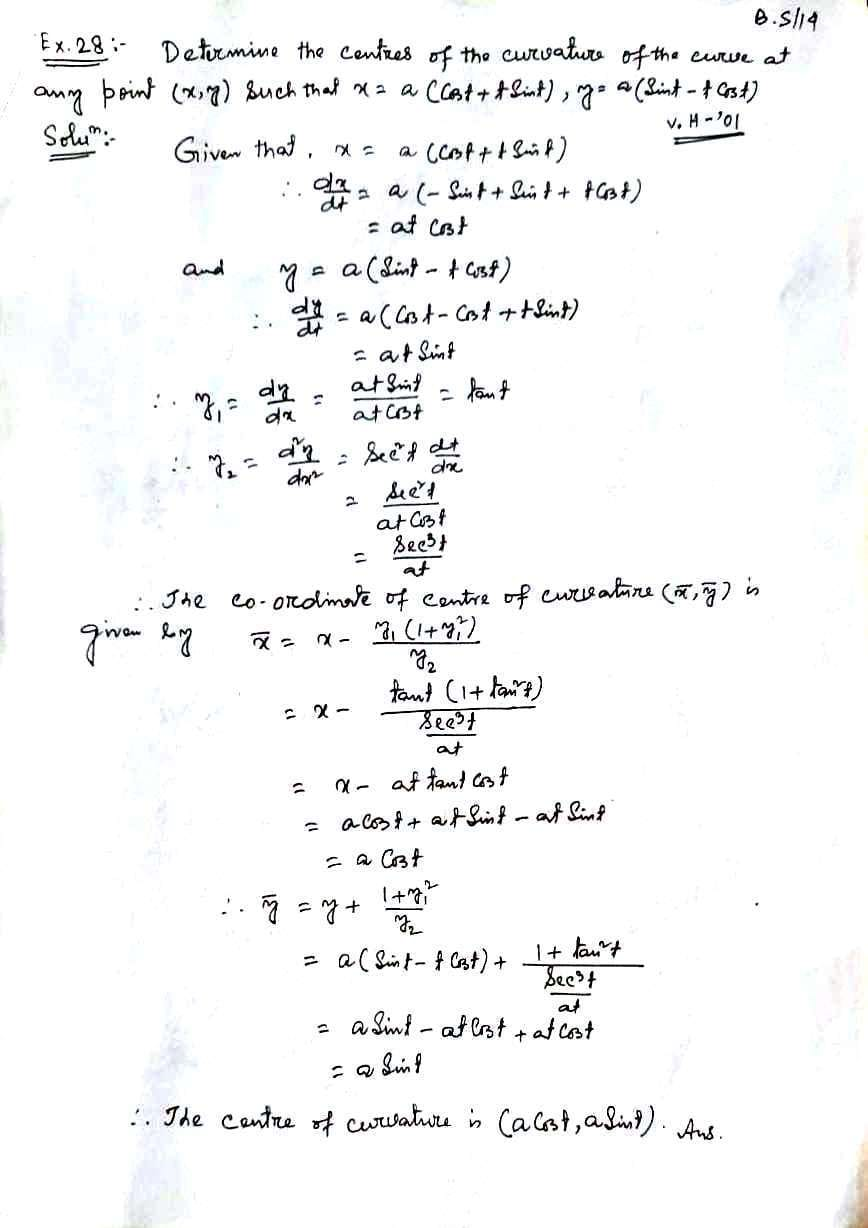 B.S/14
Ex.28:- Determine the centres of the curvature of the curve at
any point (x,y) such that x = a (Cost + t Sint), y = a (Sint - t Cost)
V. H-'01
Soluⁿ:- Given that, x = a (Cost + t Sint)
∴ dx/dt = a (- Sint + Sint + t Cost)
= at Cost
and y = a (Sint - t Cost)
∴ dy/dt = a (Cost - Cost + t Sint)
= at Sint
∴ y₁ = dy/dx = at Sint / at Cost = tant
∴ y₂ = d²y/dx² = Sec²t dt/dx
= Sec²t / at Cost
= Sec³t / at
∴ The co-ordinate of centre of curvature (x̄, ȳ) is
given by x̄ = x - y₁ (1+y₁²) / y₂
= x - tant (1 + tan²t) / (Sec³t / at)
= x - at tant Cost
= a Cost + at Sint - at Sint
= a Cost
∴ ȳ = y + (1+y₁²) / y₂
= a (Sint - t Cost) + (1 + tan²t) / (Sec³t / at)
= a Sint - at Cost + at Cost
= a Sint
∴ The centre of curvature is (a Cost, a Sint). Ans.